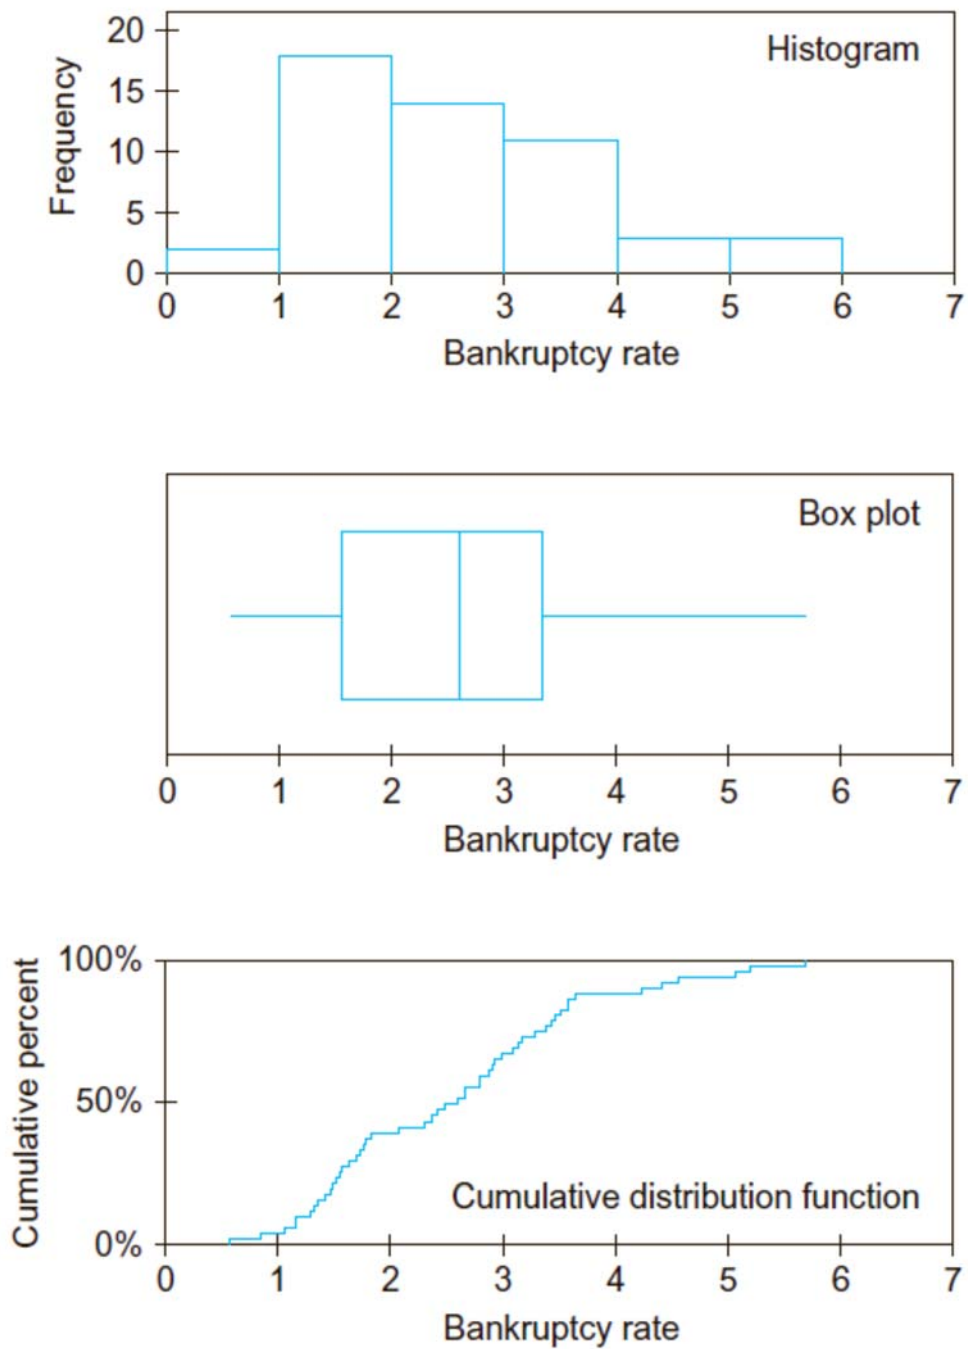 Histogram
Frequency
20
15
10
5
0
0 1 2 3 4 5 6 7
Bankruptcy rate
Box plot
0 1 2 3 4 5 6 7
Bankruptcy rate
Cumulative percent
100%
50%
0%
Cumulative distribution function
0 1 2 3 4 5 6 7
Bankruptcy rate